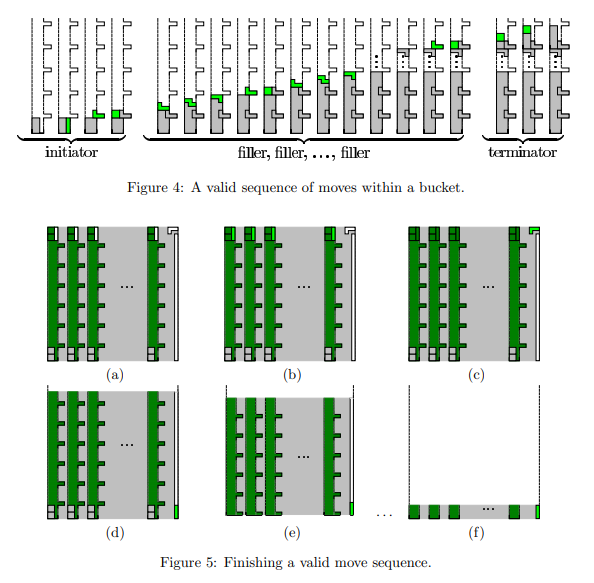 initiator filler, filler, ..., filler terminator
Figure 4: A valid sequence of moves within a bucket.
(a) (b) (c)
(d) (e) (f)
Figure 5: Finishing a valid move sequence.